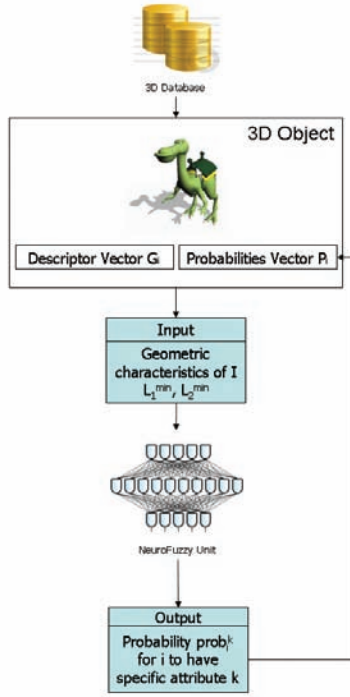 3D Database
3D Object
Descriptor Vector Gᵢ
Probabilities Vector Pᵢ
Input
Geometric
characteristics of I
L₁ᵐⁱⁿ, L₂ᵐⁱⁿ
NeuroFuzzy Unit
Output
Probability probᵢᵏ
for i to have
specific attribute k